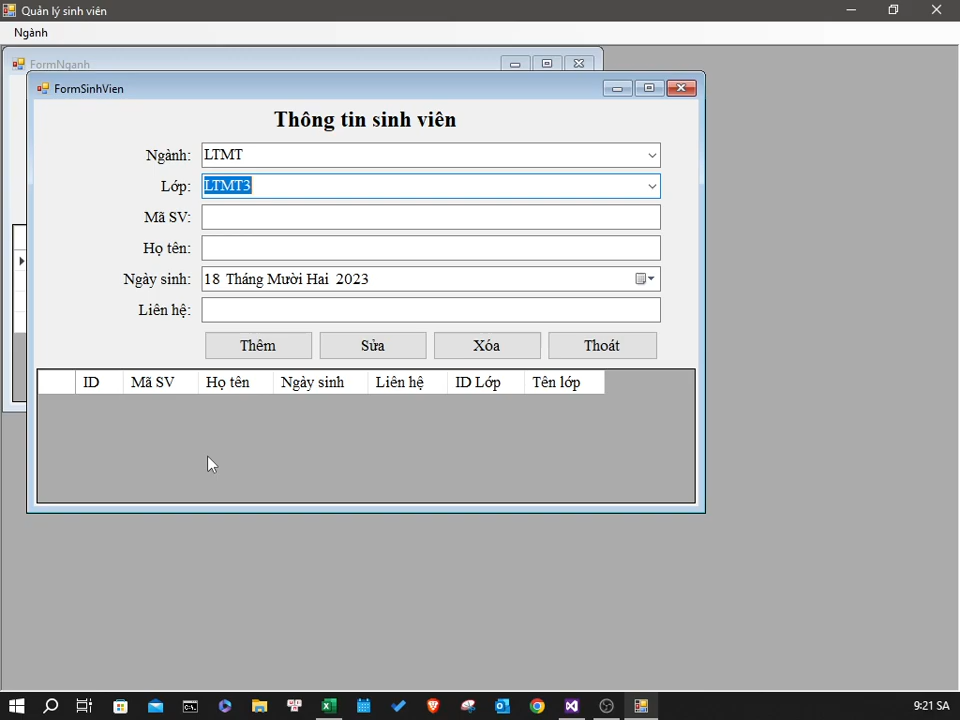 Quản lý sinh viên
Ngành
FormNganh
FormSinhVien
Thông tin sinh viên
Ngành: LTMT
Lớp: LTMT3
Mã SV:
Họ tên:
Ngày sinh: 18 Tháng Mười Hai 2023
Liên hệ:
Thêm Sửa Xóa Thoát
ID Mã SV Họ tên Ngày sinh Liên hệ ID Lớp Tên lớp
9:21 SA